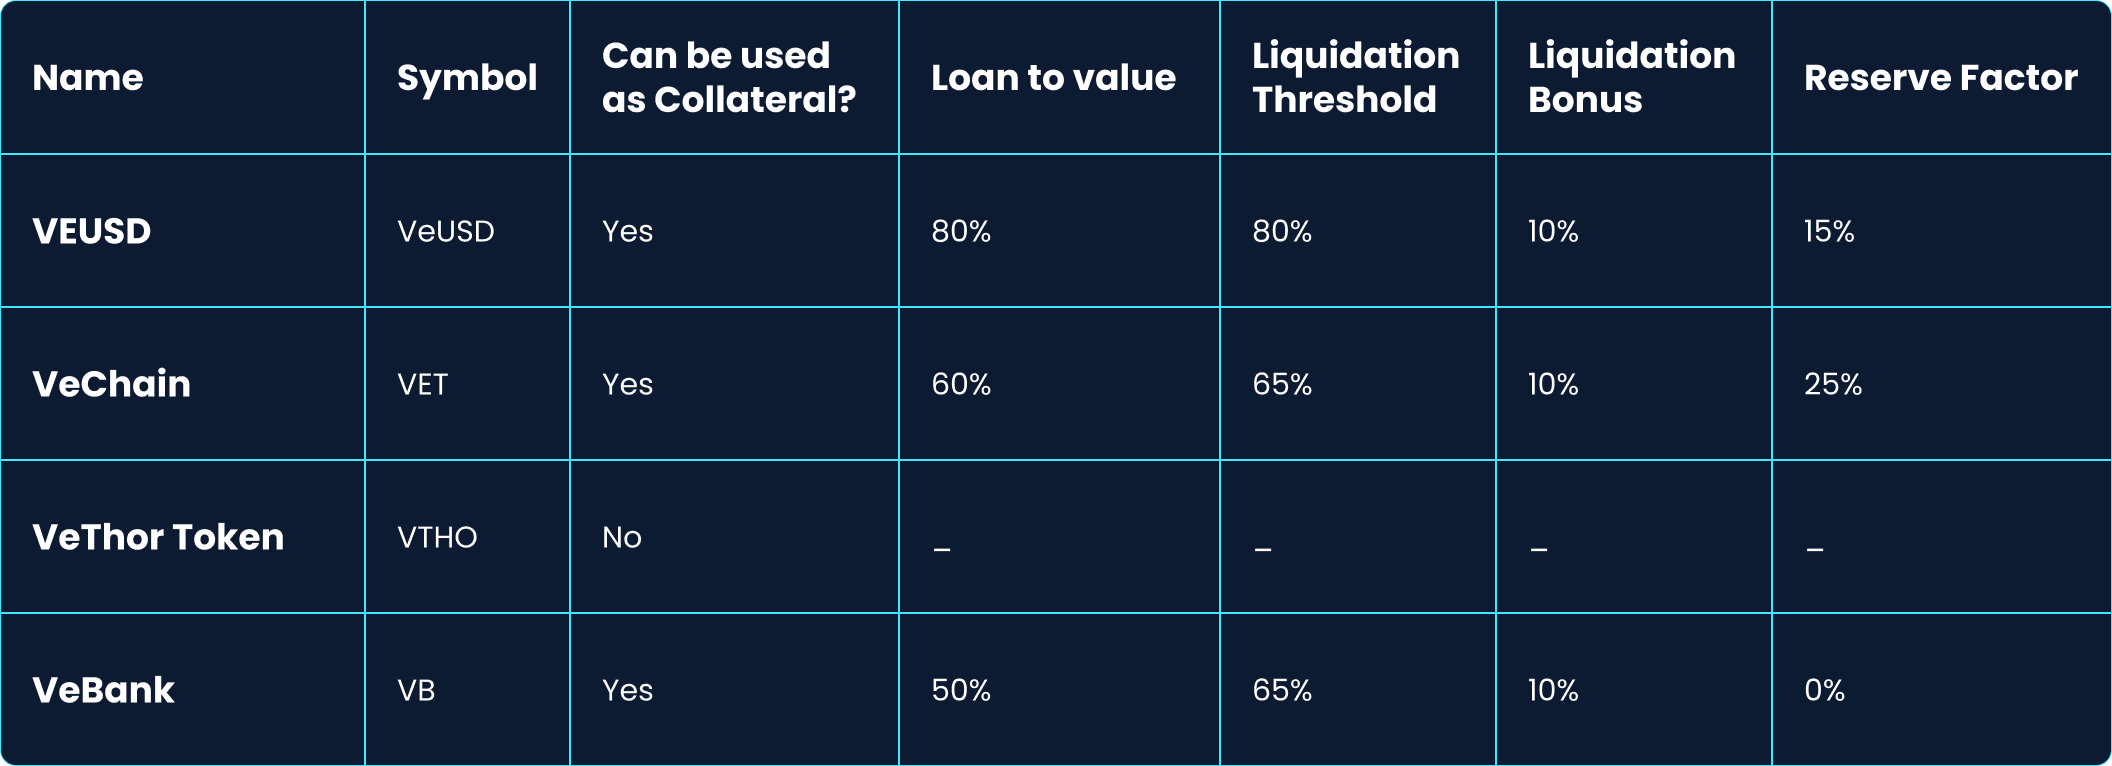 Name Symbol Can be used as Collateral? Loan to value Liquidation Threshold Liquidation Bonus Reserve Factor
VEUSD VeUSD Yes 80% 80% 10% 15%
VeChain VET Yes 60% 65% 10% 25%
VeThor Token VTHO No – – – –
VeBank VB Yes 50% 65% 10% 0%